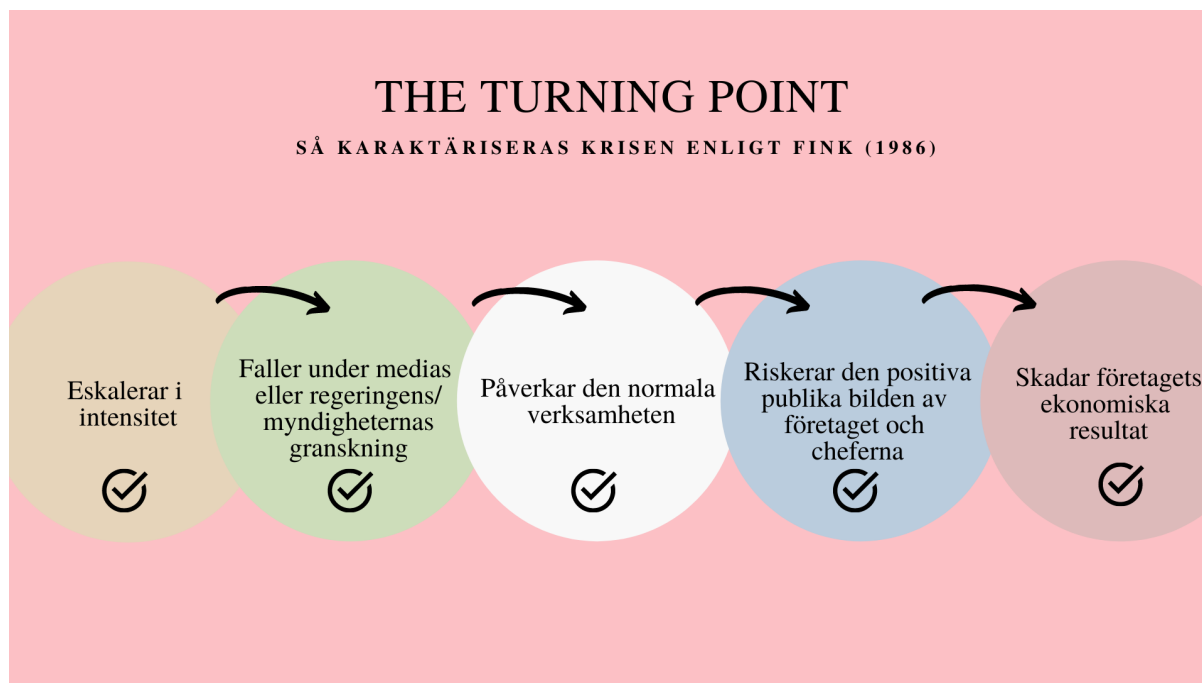 THE TURNING POINT
SÅ KARAKTÄRISERAS KRISEN ENLIGT FINK (1986)
Eskalerar i
intensitet
Faller under medias
eller regeringens/
myndigheternas
granskning
Påverkar den normala
verksamheten
Riskerar den positiva
publika bilden av
företaget och
cheferna
Skadar företagets
ekonomiska
resultat